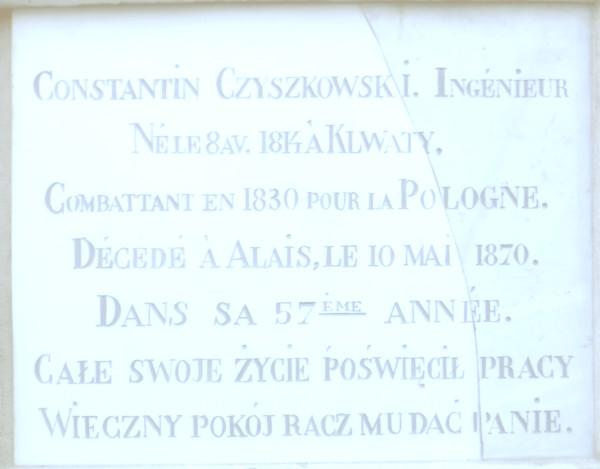 CONSTANTIN CZYSZKOWSKI. INGÉNIEUR
NÉ LE 8 AV. 1814 À KLWATY,
COMBATTANT EN 1830 POUR LA POLOGNE.
DÉCEDÉ À ALAIS, LE 10 MAI 1870.
DANS SA 57ÈME ANNÉE.
CAŁE SWOJE ŻYCIE POŚWIĘCIŁ PRACY
WIECZNY POKÓJ RACZ MU DAĆ PANIE.